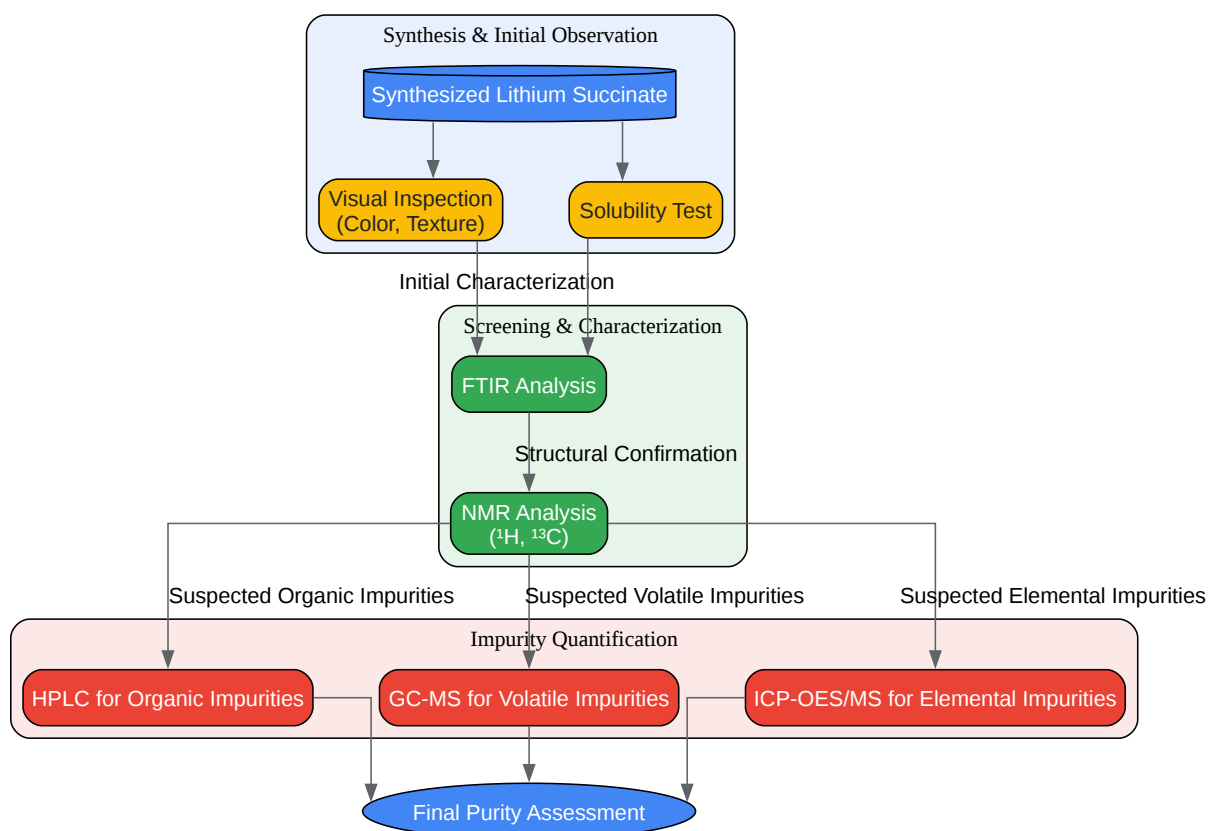 Synthesis & Initial Observation
Synthesized Lithium Succinate
Visual Inspection
(Color, Texture)
Solubility Test
Initial Characterization
Screening & Characterization
FTIR Analysis
Structural Confirmation
NMR Analysis
(¹H, ¹³C)
Suspected Organic Impurities
Suspected Volatile Impurities
Suspected Elemental Impurities
Impurity Quantification
HPLC for Organic Impurities
GC-MS for Volatile Impurities
ICP-OES/MS for Elemental Impurities
Final Purity Assessment